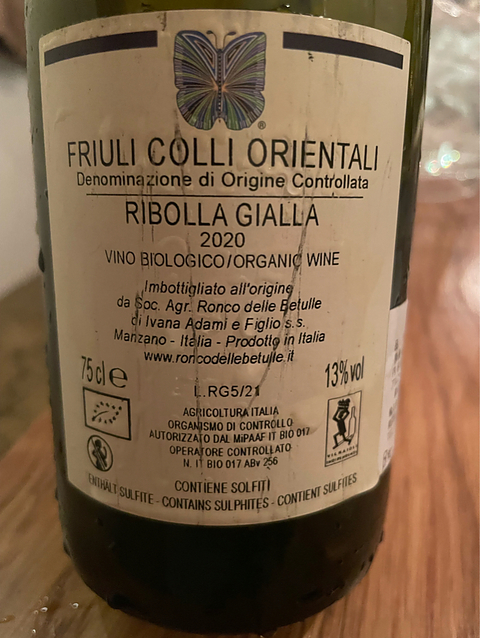 ®
FRIULI COLLI ORIENTALI
Denominazione di Origine Controllata
RIBOLLA GIALLA
2020
VINO BIOLOGICO/ORGANIC WINE
Imbottigliato all'origine
da Soc. Agr. Ronco delle Betulle
di Ivana Adami e Figlio s.s.
Manzano - Italia - Prodotto in Italia
www.roncodellebetulle.it
75 cl e 13% vol
L.RG5/21
AGRICOLTURA ITALIA
ORGANISMO DI CONTROLLO
AUTORIZZATO DAL MiPAAF IT BIO 017
OPERATORE CONTROLLATO
N. IT BIO 017 ABv 256
CONTIENE SOLFITI
ENTHÄLT SULFITE - CONTAINS SULPHITES - CONTIENT SULFITES